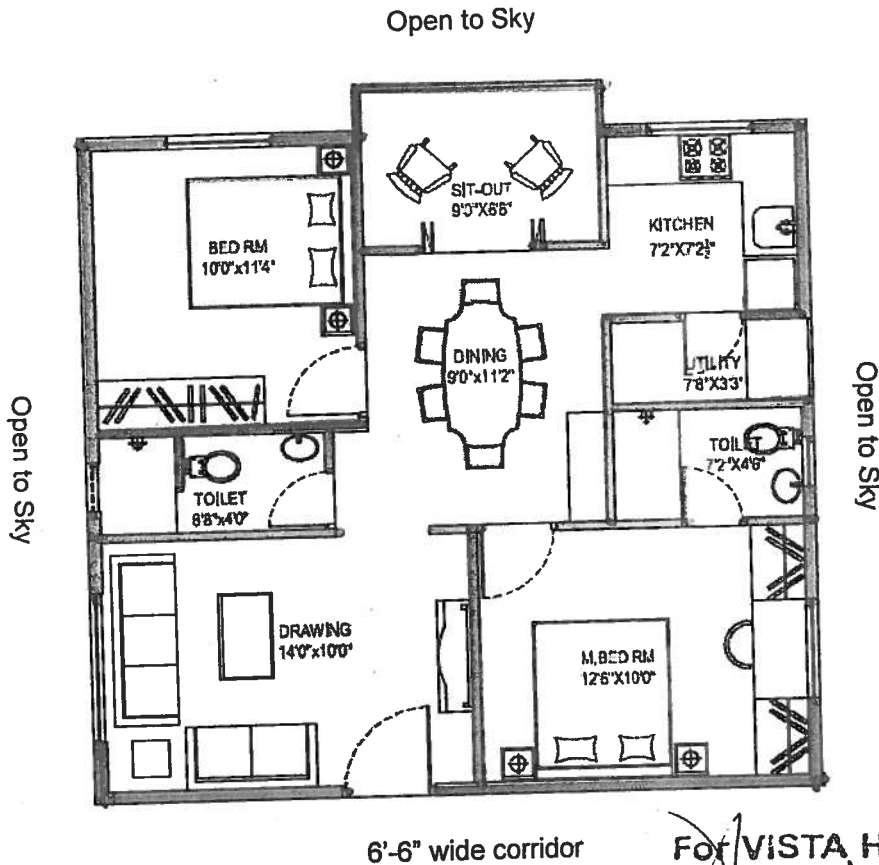 Open to Sky
SIT-OUT
9'0"X6'6"
KITCHEN
7'2"X7'2½"
BED RM
10'0"x11'4"
DINING
9'0"x11'2"
UTILITY
7'8"X3'3"
Open to Sky
Open to Sky
TOILET
7'2"X4'6"
TOILET
8'8"x4'0"
DRAWING
14'0"x10'0"
M.BED RM
12'6"X10'0"
6'-6" wide corridor
For VISTA H